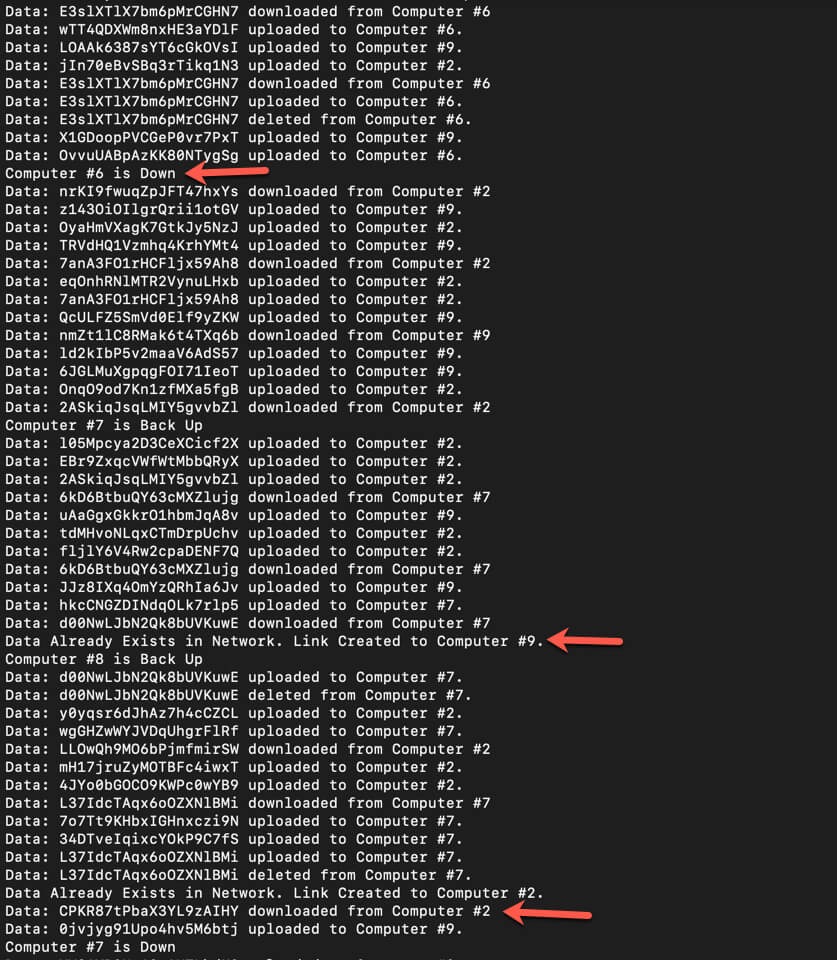 Data: E3slXTlX7bm6pMrCGHN7 downloaded from Computer #6
Data: wTT4QDXWm8nxHE3aYDlF uploaded to Computer #6.
Data: LOAAk6387sYT6cGkOVsI uploaded to Computer #9.
Data: jIn70eBvSBq3rTikq1N3 uploaded to Computer #2.
Data: E3slXTlX7bm6pMrCGHN7 downloaded from Computer #6
Data: E3slXTlX7bm6pMrCGHN7 uploaded to Computer #6.
Data: E3slXTlX7bm6pMrCGHN7 deleted from Computer #6.
Data: X1GDoopPVCGeP0vr7PxT uploaded to Computer #9.
Data: OvvuUABpAzKK80NTygSg uploaded to Computer #6.
Computer #6 is Down
Data: nrKI9fwuqZpJFT47hxYs downloaded from Computer #2
Data: z143OiOIlgrQrii1otGV uploaded to Computer #9.
Data: OyaHmVXagK7GtkJy5NzJ uploaded to Computer #2.
Data: TRVdHQ1Vzmhq4KrhYMt4 uploaded to Computer #9.
Data: 7anA3FO1rHCFljx59Ah8 downloaded from Computer #2
Data: eqOnhRNlMTR2VynuLHxb uploaded to Computer #2.
Data: 7anA3FO1rHCFljx59Ah8 uploaded to Computer #2.
Data: QcULFZ5SmVd0Elf9yZKW uploaded to Computer #9.
Data: nmZt1lC8RMak6t4TXq6b downloaded from Computer #9
Data: ld2kIbP5v2maaV6AdS57 uploaded to Computer #9.
Data: 6JGLMuXgpqgFOI71IeoT uploaded to Computer #9.
Data: OnqO9od7Kn1zfMXa5fgB uploaded to Computer #2.
Data: 2ASkiqJsqLMIY5gvvbZl downloaded from Computer #2
Computer #7 is Back Up
Data: l05Mpcya2D3CeXCicf2X uploaded to Computer #2.
Data: EBr9ZxqcVWfWtMbbQRyX uploaded to Computer #2.
Data: 2ASkiqJsqLMIY5gvvbZl uploaded to Computer #2.
Data: 6kD6BtbuQY63cMXZlujg downloaded from Computer #7
Data: uAaGgxGkkrO1hbmJqA8v uploaded to Computer #9.
Data: tdMHvoNLqxCTmDrpUchv uploaded to Computer #2.
Data: fljlY6V4Rw2cpaDENF7Q uploaded to Computer #2.
Data: 6kD6BtbuQY63cMXZlujg downloaded from Computer #7
Data: JJz8IXq4OmYzQRhIa6Jv uploaded to Computer #9.
Data: hkcCNGZDINdqOLk7rlp5 uploaded to Computer #7.
Data: d00NwLJbN2Qk8bUVKuwE downloaded from Computer #7
Data Already Exists in Network. Link Created to Computer #9.
Computer #8 is Back Up
Data: d00NwLJbN2Qk8bUVKuwE uploaded to Computer #7.
Data: d00NwLJbN2Qk8bUVKuwE deleted from Computer #7.
Data: y0yqsr6dJhAz7h4cCZCL uploaded to Computer #2.
Data: wgGHZwWYJVDqUhgrFlRf uploaded to Computer #7.
Data: LLOwQh9MO6bPjmfmirSW downloaded from Computer #2
Data: mH17jruZyMOTBFc4iwxT uploaded to Computer #2.
Data: 4JYo0bGOCO9KWPc0wYB9 uploaded to Computer #2.
Data: L37IdcTAqx6oOZXNlBMi downloaded from Computer #7
Data: 7o7Tt9KHbxIGHnxczi9N uploaded to Computer #7.
Data: 34DTveIqixcYOkP9C7fS uploaded to Computer #7.
Data: L37IdcTAqx6oOZXNlBMi uploaded to Computer #7.
Data: L37IdcTAqx6oOZXNlBMi deleted from Computer #7.
Data Already Exists in Network. Link Created to Computer #2.
Data: CPKR87tPbaX3YL9zAIHY downloaded from Computer #2
Data: 0jvjyg91Upo4hv5M6btj uploaded to Computer #9.
Computer #7 is Down